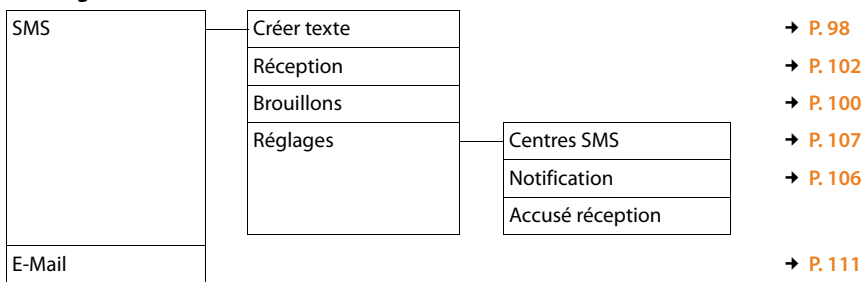 SMS Créer texte ➔ P. 98
Réception ➔ P. 102
Brouillons ➔ P. 100
Réglages Centres SMS ➔ P. 107
Notification ➔ P. 106
Accusé réception
E-Mail ➔ P. 111